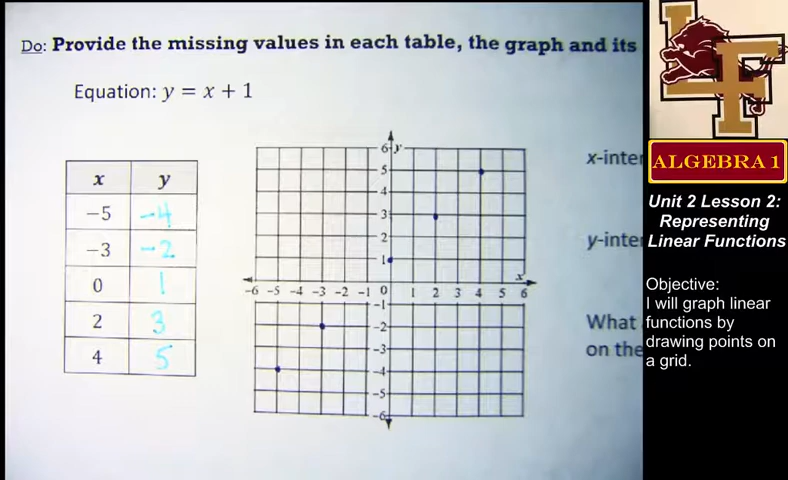 Do: Provide the missing values in each table, the graph and its
Equation: y = x + 1
x y
−5 -4
−3 -2
0 1
2 3
4 5
y
6
5
4
3
2
1
x
-6 -5 -4 -3 -2 -1 0 1 2 3 4 5 6
-1
-2
-3
-4
-5
-6
x-inter
y-inter
What
on the
LF
ALGEBRA 1
Unit 2 Lesson 2:
Representing
Linear Functions
Objective:
I will graph linear
functions by
drawing points on
a grid.